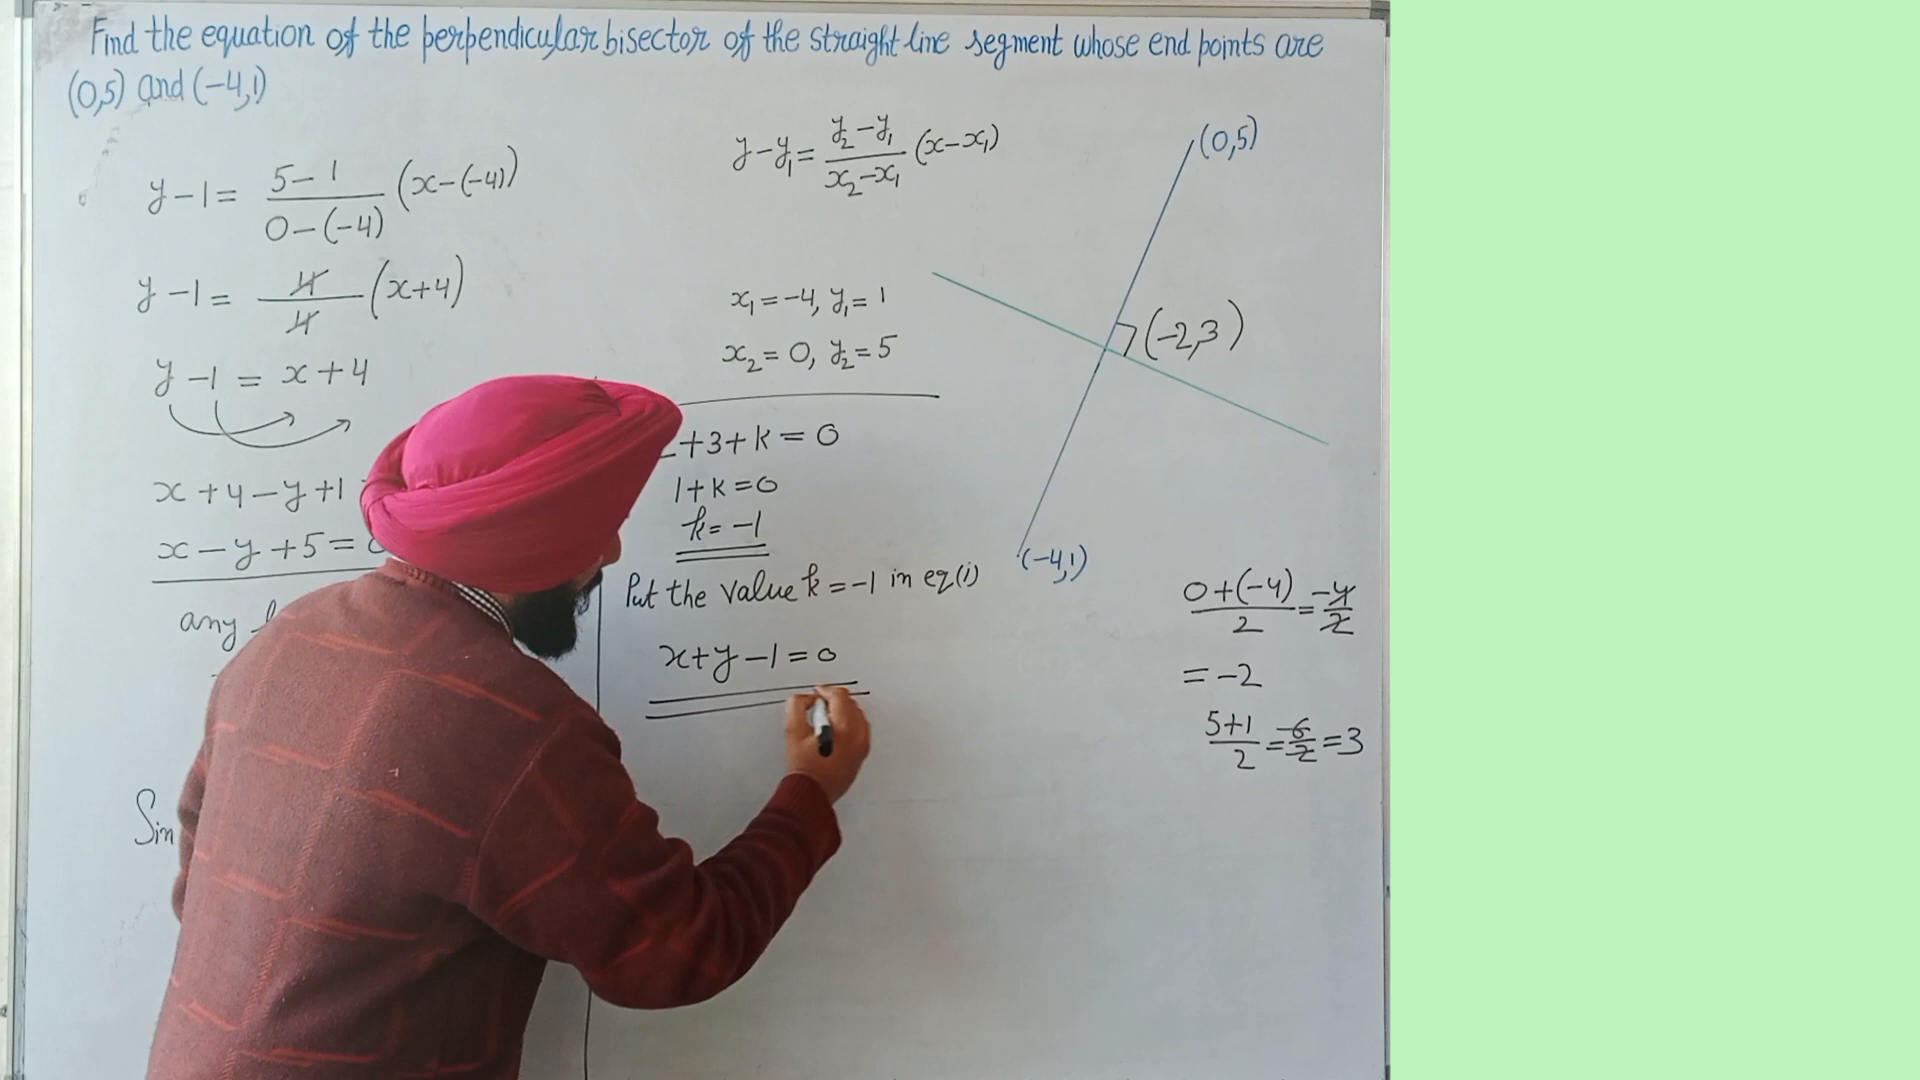 Find the equation of the perpendicular bisector of the straight line segment whose end points are
(0,5) and (-4,1)
y-1 = 5-1 / 0-(-4) (x-(-4))
y-1 = 4/4 (x+4)
y-1 = x+4
x+4-y+1
x-y+5=0
any
Sin
y-y₁ = y₂-y₁ / x₂-x₁ (x-x₁)
x₁=-4, y₁=1
x₂=0, y₂=5
+3+k=0
1+k=0
k=-1
Put the value k=-1 in eq(i)
x+y-1=0
(0,5)
(-2,3)
(-4,1)
0+(-4) / 2 = -4/2
= -2
5+1 / 2 = 6/2 = 3